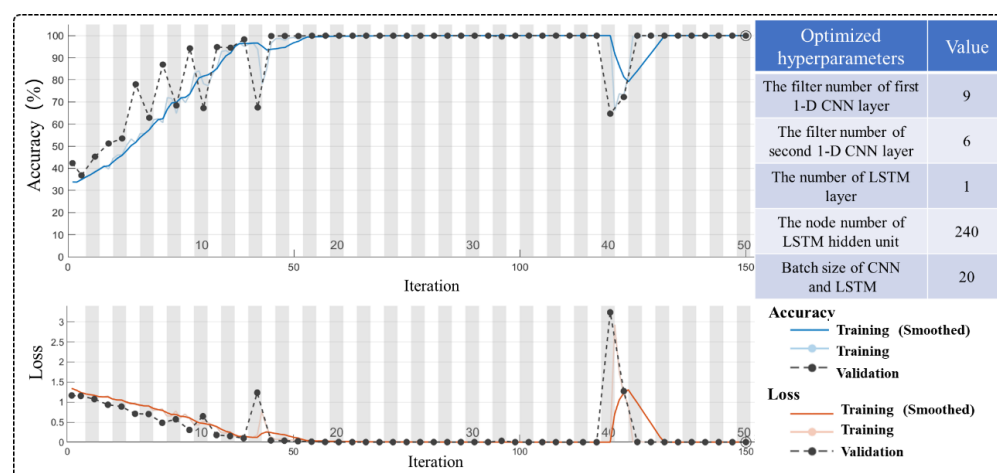 100
90
80
70
60
50
40
30
20
10
0
Accuracy (%)
10
20
30
40
50
0
50
100
150
Iteration
3
2.5
2
1.5
1
0.5
0
Loss
10
20
30
40
50
0
50
100
150
Iteration
Optimized
hyperparameters
Value
The filter number of first
1-D CNN layer
9
The filter number of
second 1-D CNN layer
6
The number of LSTM
layer
1
The node number of
LSTM hidden unit
240
Batch size of CNN
and LSTM
20
Accuracy
Training (Smoothed)
Training
Validation
Loss
Training (Smoothed)
Training
Validation